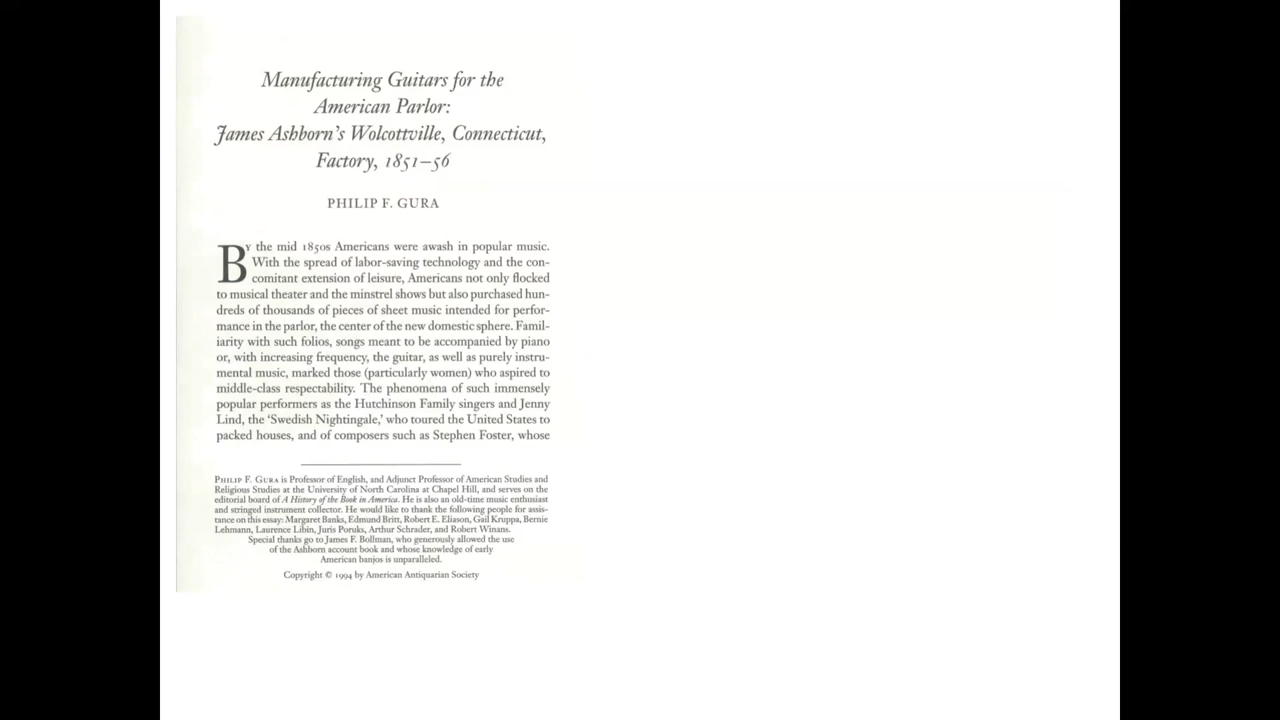 Manufacturing Guitars for the
American Parlor:
James Ashborn's Wolcottville, Connecticut,
Factory, 1851–56
PHILIP F. GURA
BY the mid 1850s Americans were awash in popular music.
With the spread of labor-saving technology and the con-
comitant extension of leisure, Americans not only flocked
to musical theater and the minstrel shows but also purchased hun-
dreds of thousands of pieces of sheet music intended for perfor-
mance in the parlor, the center of the new domestic sphere. Famil-
iarity with such folios, songs meant to be accompanied by piano
or, with increasing frequency, the guitar, as well as purely instru-
mental music, marked those (particularly women) who aspired to
middle-class respectability. The phenomena of such immensely
popular performers as the Hutchinson Family singers and Jenny
Lind, the 'Swedish Nightingale,' who toured the United States to
packed houses, and of composers such as Stephen Foster, whose
PHILIP F. GURA is Professor of English, and Adjunct Professor of American Studies and
Religious Studies at the University of North Carolina at Chapel Hill, and serves on the
editorial board of A History of the Book in America. He is also an old-time music enthusiast
and stringed instrument collector. He would like to thank the following people for assis-
tance on this essay: Margaret Banks, Edmund Britt, Robert E. Eliason, Gail Kruppa, Bernie
Lehmann, Laurence Libin, Juris Poruks, Arthur Schrader, and Robert Winans.
Special thanks go to James F. Bollman, who generously allowed the use
of the Ashborn account book and whose knowledge of early
American banjos is unparalleled.
Copyright © 1994 by American Antiquarian Society